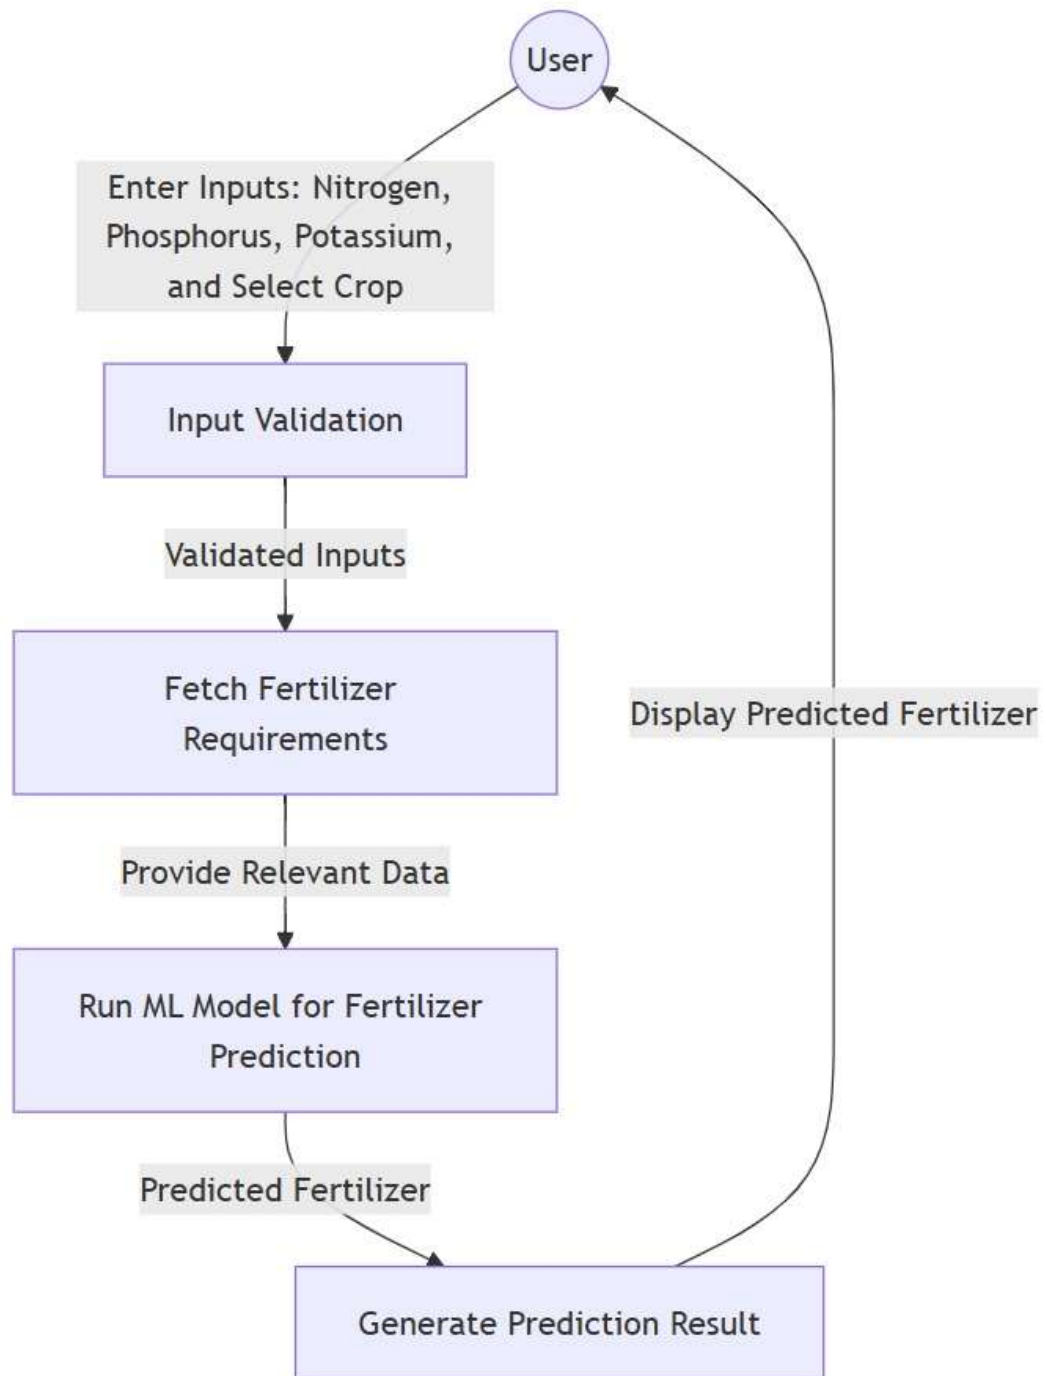 User
Enter Inputs: Nitrogen,
Phosphorus, Potassium,
and Select Crop
Input Validation
Validated Inputs
Fetch Fertilizer
Requirements
Display Predicted Fertilizer
Provide Relevant Data
Run ML Model for Fertilizer
Prediction
Predicted Fertilizer
Generate Prediction Result